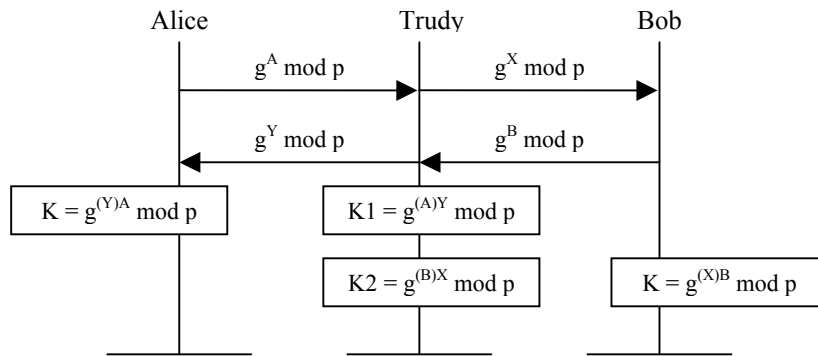 Alice Trudy Bob
g^A mod p g^X mod p
g^Y mod p g^B mod p
K = g^(Y)A mod p K1 = g^(A)Y mod p
K2 = g^(B)X mod p K = g^(X)B mod p